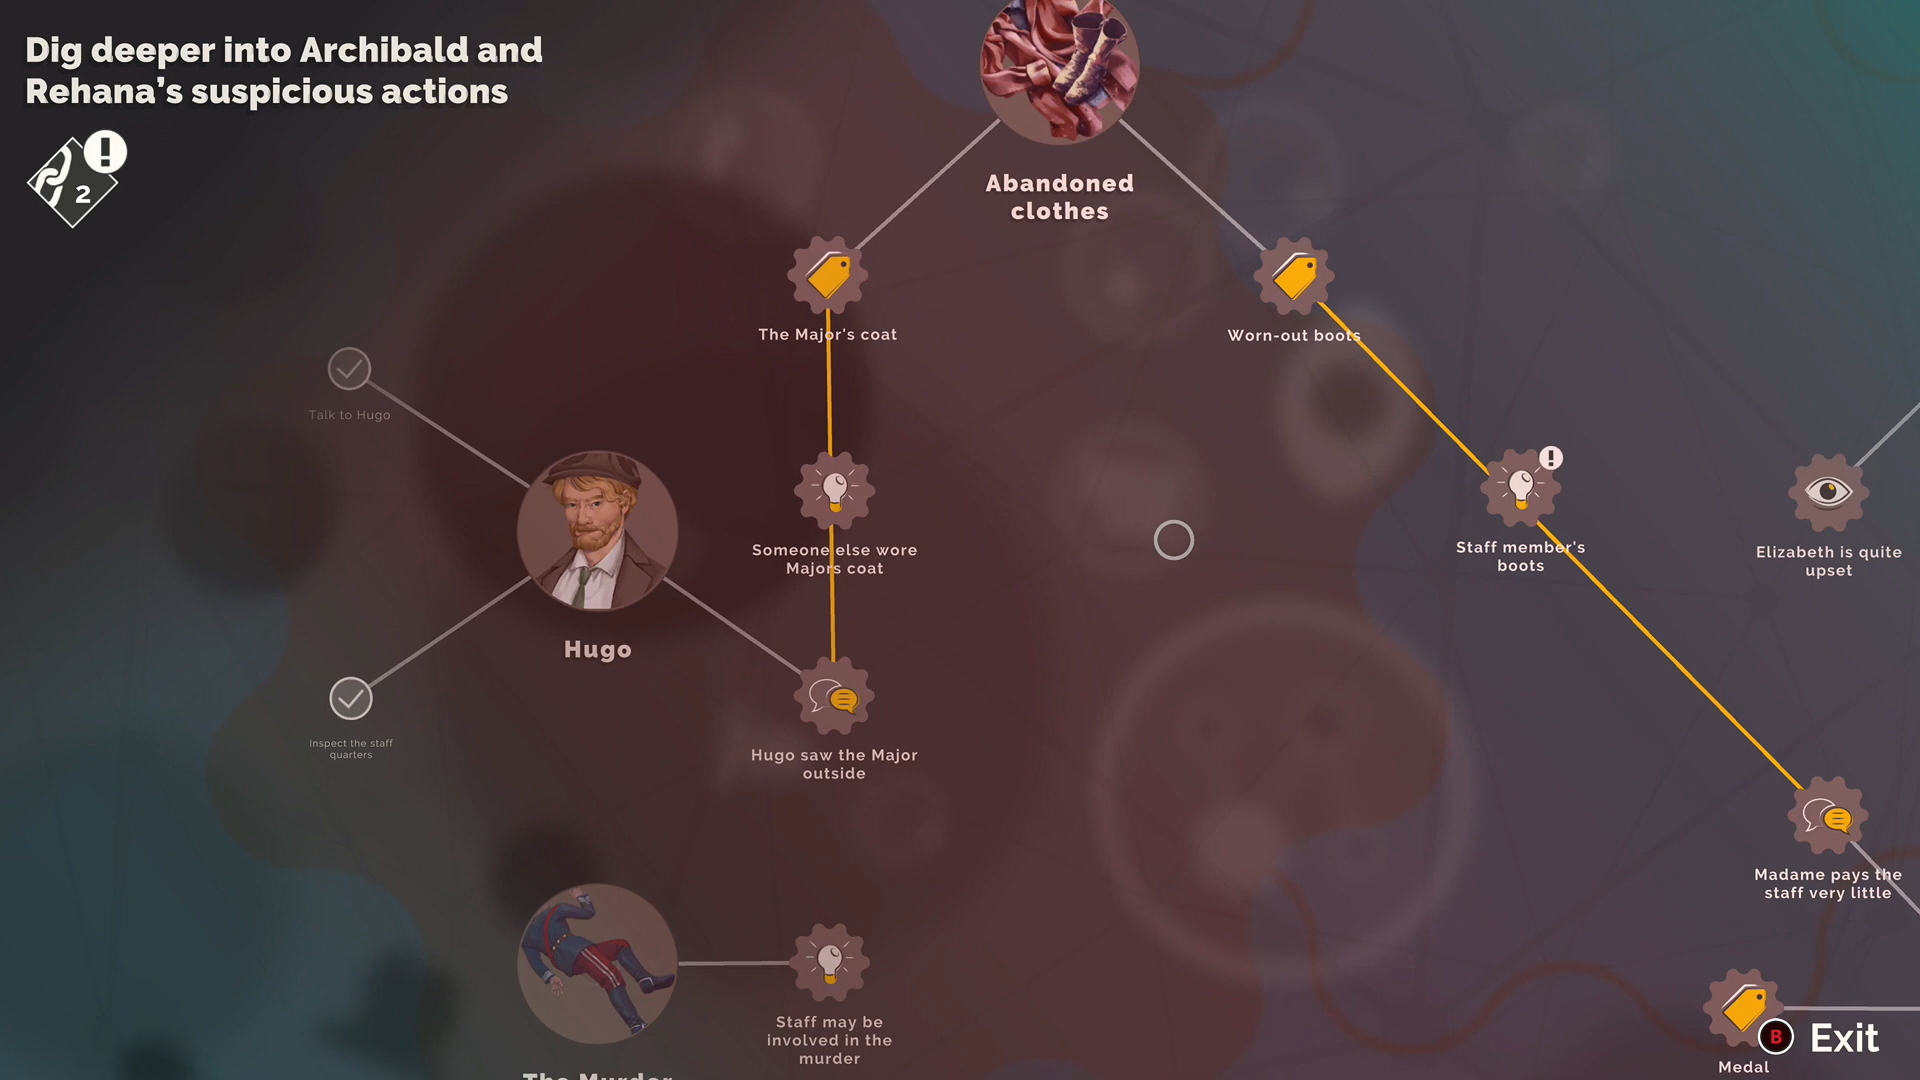 Dig deeper into Archibald and
Rehana's suspicious actions
2
Abandoned
clothes
The Major's coat
Worn-out boots
Talk to Hugo
Someone else wore
Majors coat
Staff member's
boots
Elizabeth is quite
upset
Hugo
Inspect the staff
quarters
Hugo saw the Major
outside
Madame pays the
staff very little
Staff may be
involved in the
murder
The Murder
Medal
B Exit